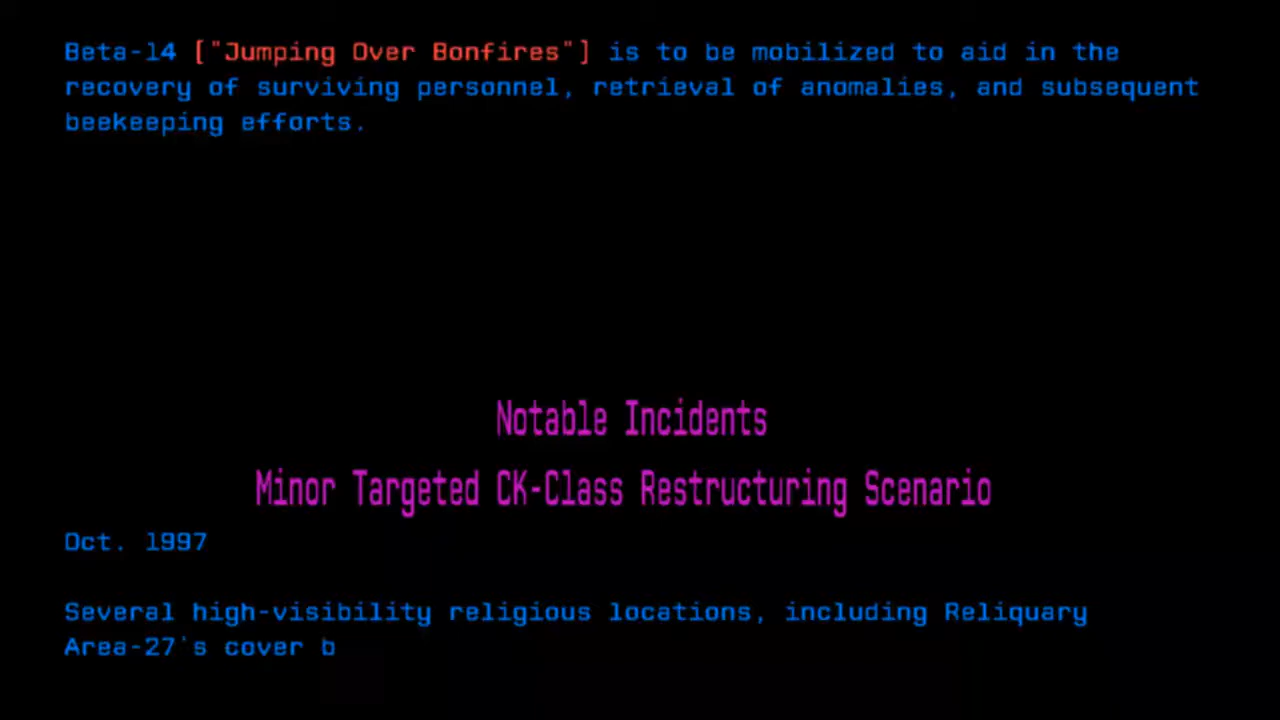 Beta-14 ["Jumping Over Bonfires"] is to be mobilized to aid in the
recovery of surviving personnel, retrieval of anomalies, and subsequent
beekeeping efforts.
Notable Incidents
Minor Targeted CK-Class Restructuring Scenario
Oct. 1997
Several high-visibility religious locations, including Reliquary
Area-27's cover b